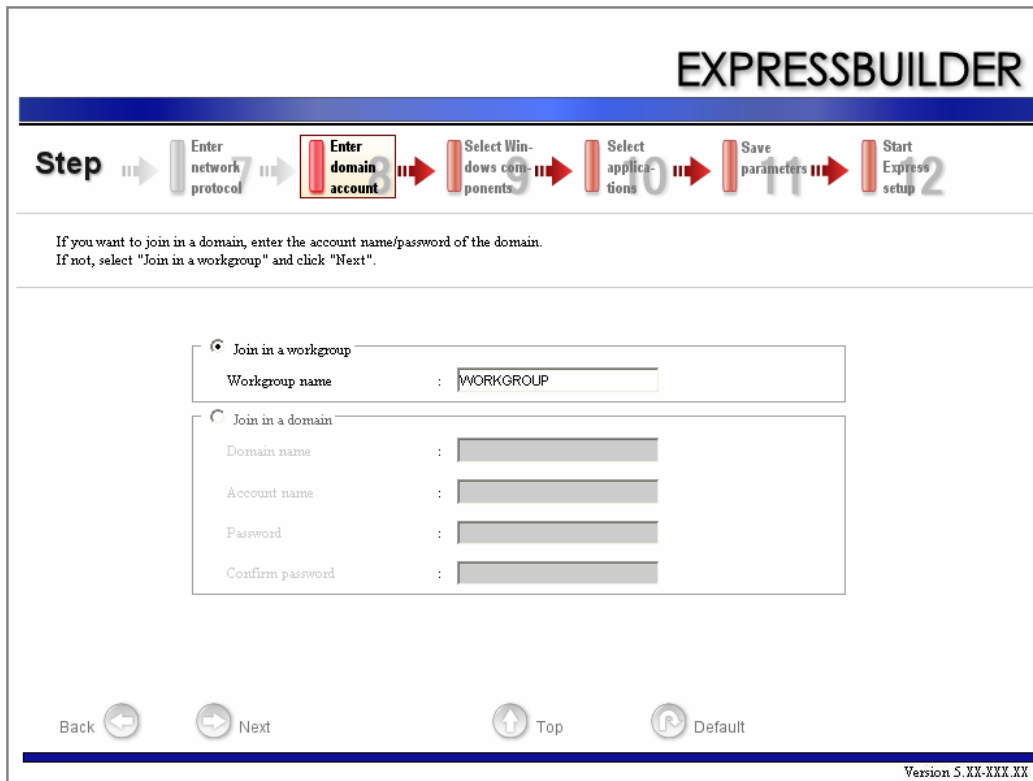 EXPRESSBUILDER
Step
Enter
network
protocol
7
Enter
domain
account
8
Select Win-
dows com-
ponents
9
Select
applica-
tions
10
Save
parameters
11
Start
Express
setup
12
If you want to join in a domain, enter the account name/password of the domain.
If not, select "Join in a workgroup" and click "Next".
Join in a workgroup
Workgroup name : WORKGROUP
Join in a domain
Domain name :
Account name :
Password :
Confirm password :
Back Next Top Default
Version 5.XX-XXX.XX